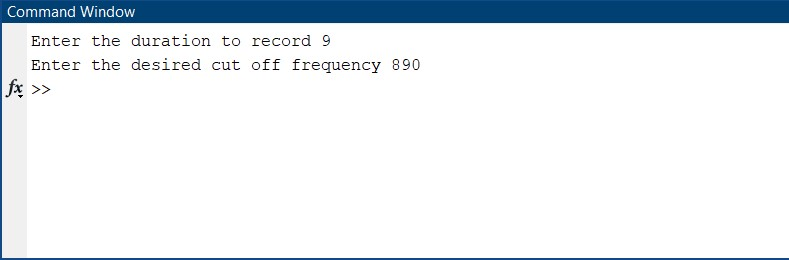 Command Window
Enter the duration to record 9
Enter the desired cut off frequency 890
fx >>